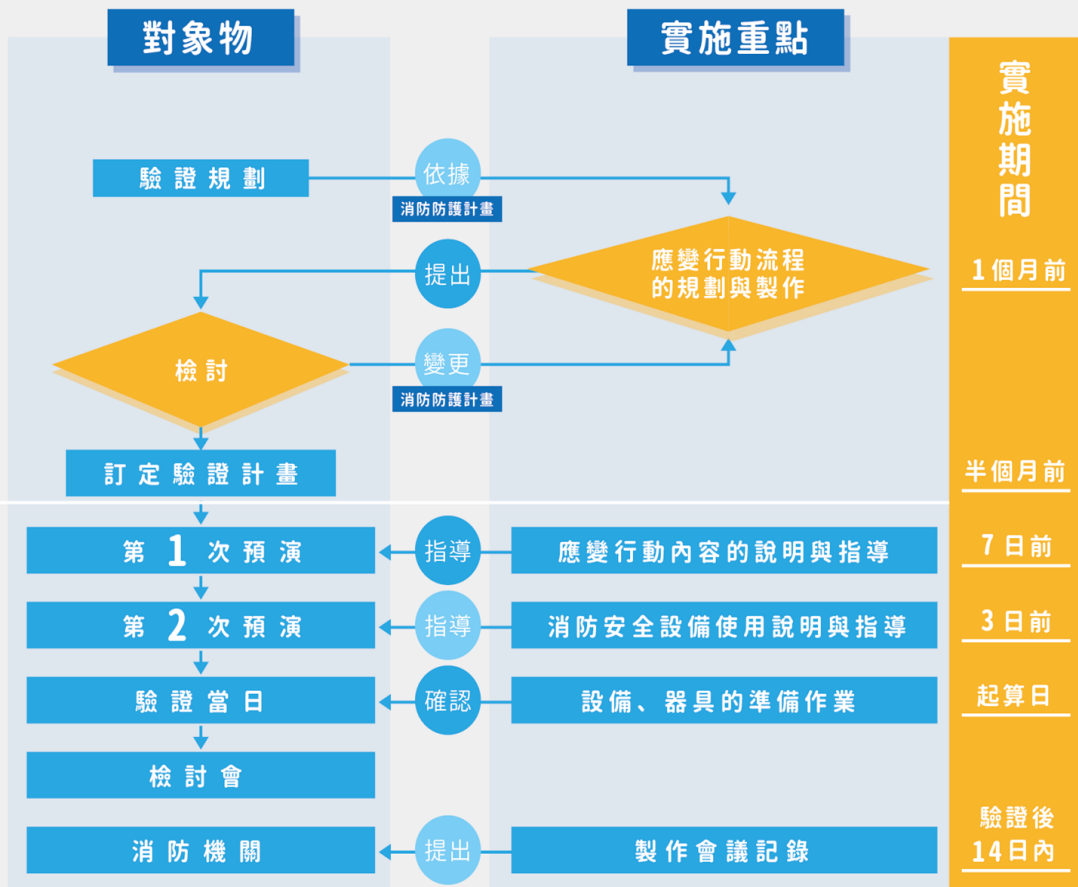 對象物
實施重點
實施期間
驗證規劃
依據
消防防護計畫
應變行動流程
的規劃與製作
1個月前
提出
檢討
變更
消防防護計畫
訂定驗證計畫
半個月前
第1次預演
指導
應變行動內容的說明與指導
7日前
第2次預演
指導
消防安全設備使用說明與指導
3日前
驗證當日
確認
設備、器具的準備作業
起算日
檢討會
消防機關
提出
製作會議記錄
驗證後
14日內